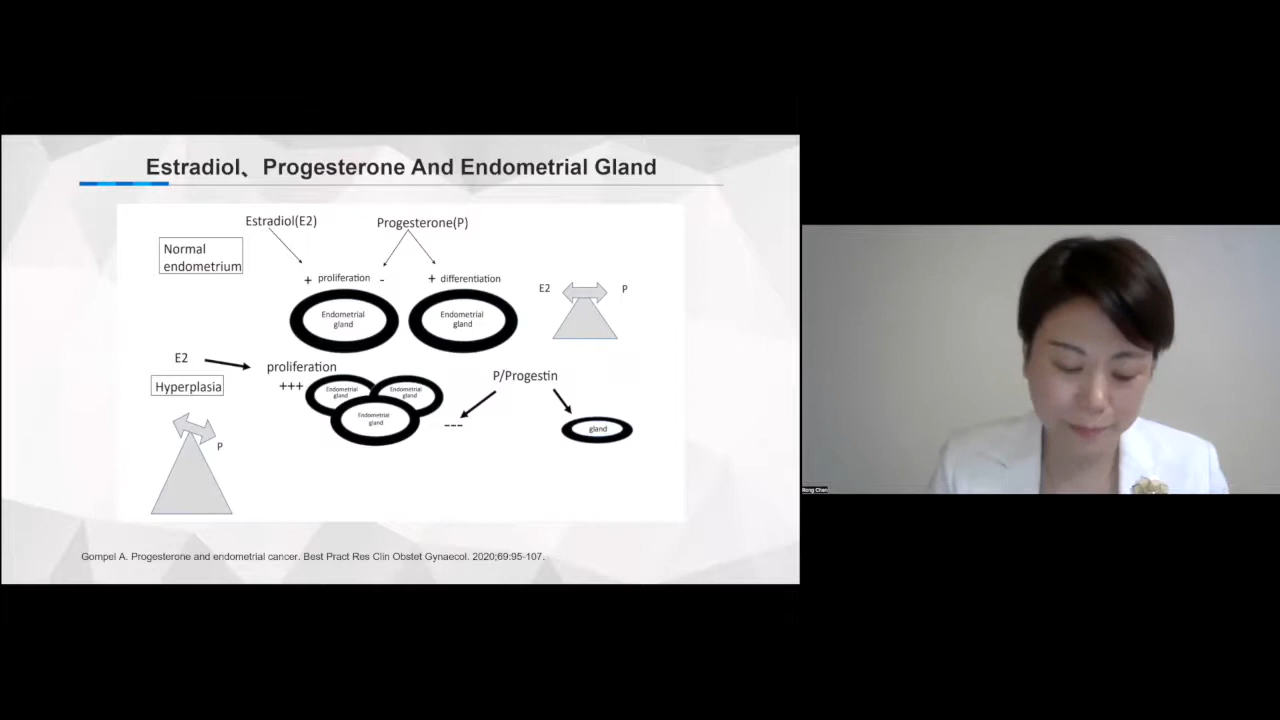 Estradiol、Progesterone And Endometrial Gland
Estradiol(E2)
Progesterone(P)
Normal
endometrium
+ proliferation -
+ differentiation
Endometrial
gland
Endometrial
gland
E2
P
E2
proliferation
+++
Hyperplasia
Endometrial
gland
Endometrial
gland
Endometrial
gland
P/Progestin
---
gland
P
Gompel A. Progesterone and endometrial cancer. Best Pract Res Clin Obstet Gynaecol. 2020;69:95-107.
Rong Chen